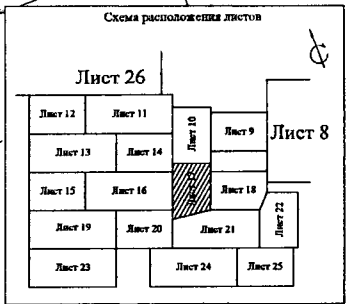 Схема расположения листов
Лист 26
Лист 12
Лист 11
Лист 10
Лист 9
Лист 8
Лист 13
Лист 14
Лист 15
Лист 16
Лист 17
Лист 18
Лист 22
Лист 19
Лист 20
Лист 21
Лист 23
Лист 24
Лист 25